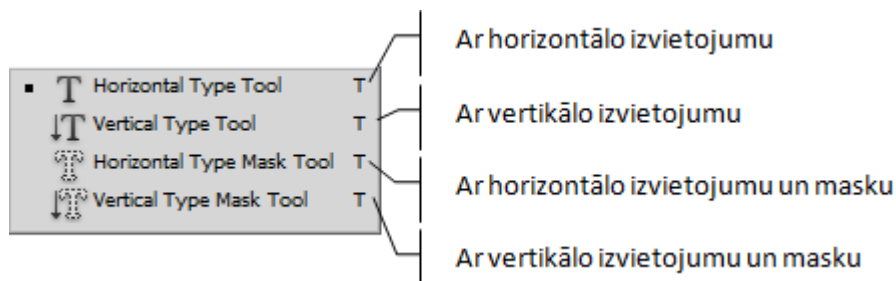 Horizontal Type Tool T
Vertical Type Tool T
Horizontal Type Mask Tool T
Vertical Type Mask Tool T
Ar horizontālo izvietojumu
Ar vertikālo izvietojumu
Ar horizontālo izvietojumu un masku
Ar vertikālo izvietojumu un masku